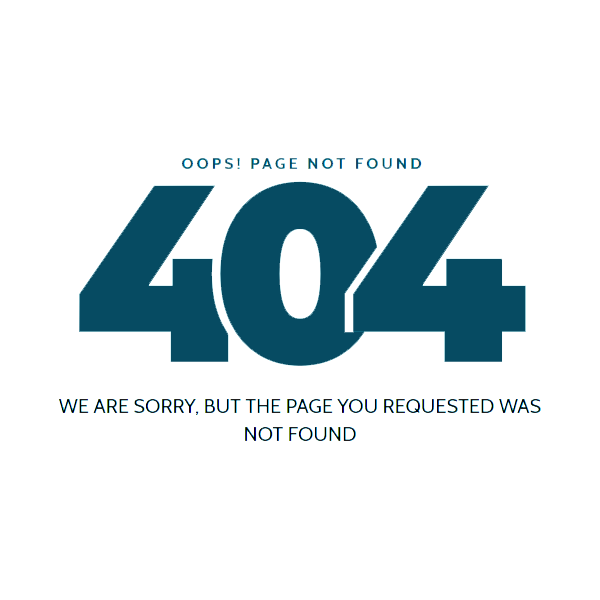 OOPS! PAGE NOT FOUND
404
WE ARE SORRY, BUT THE PAGE YOU REQUESTED WAS
NOT FOUND